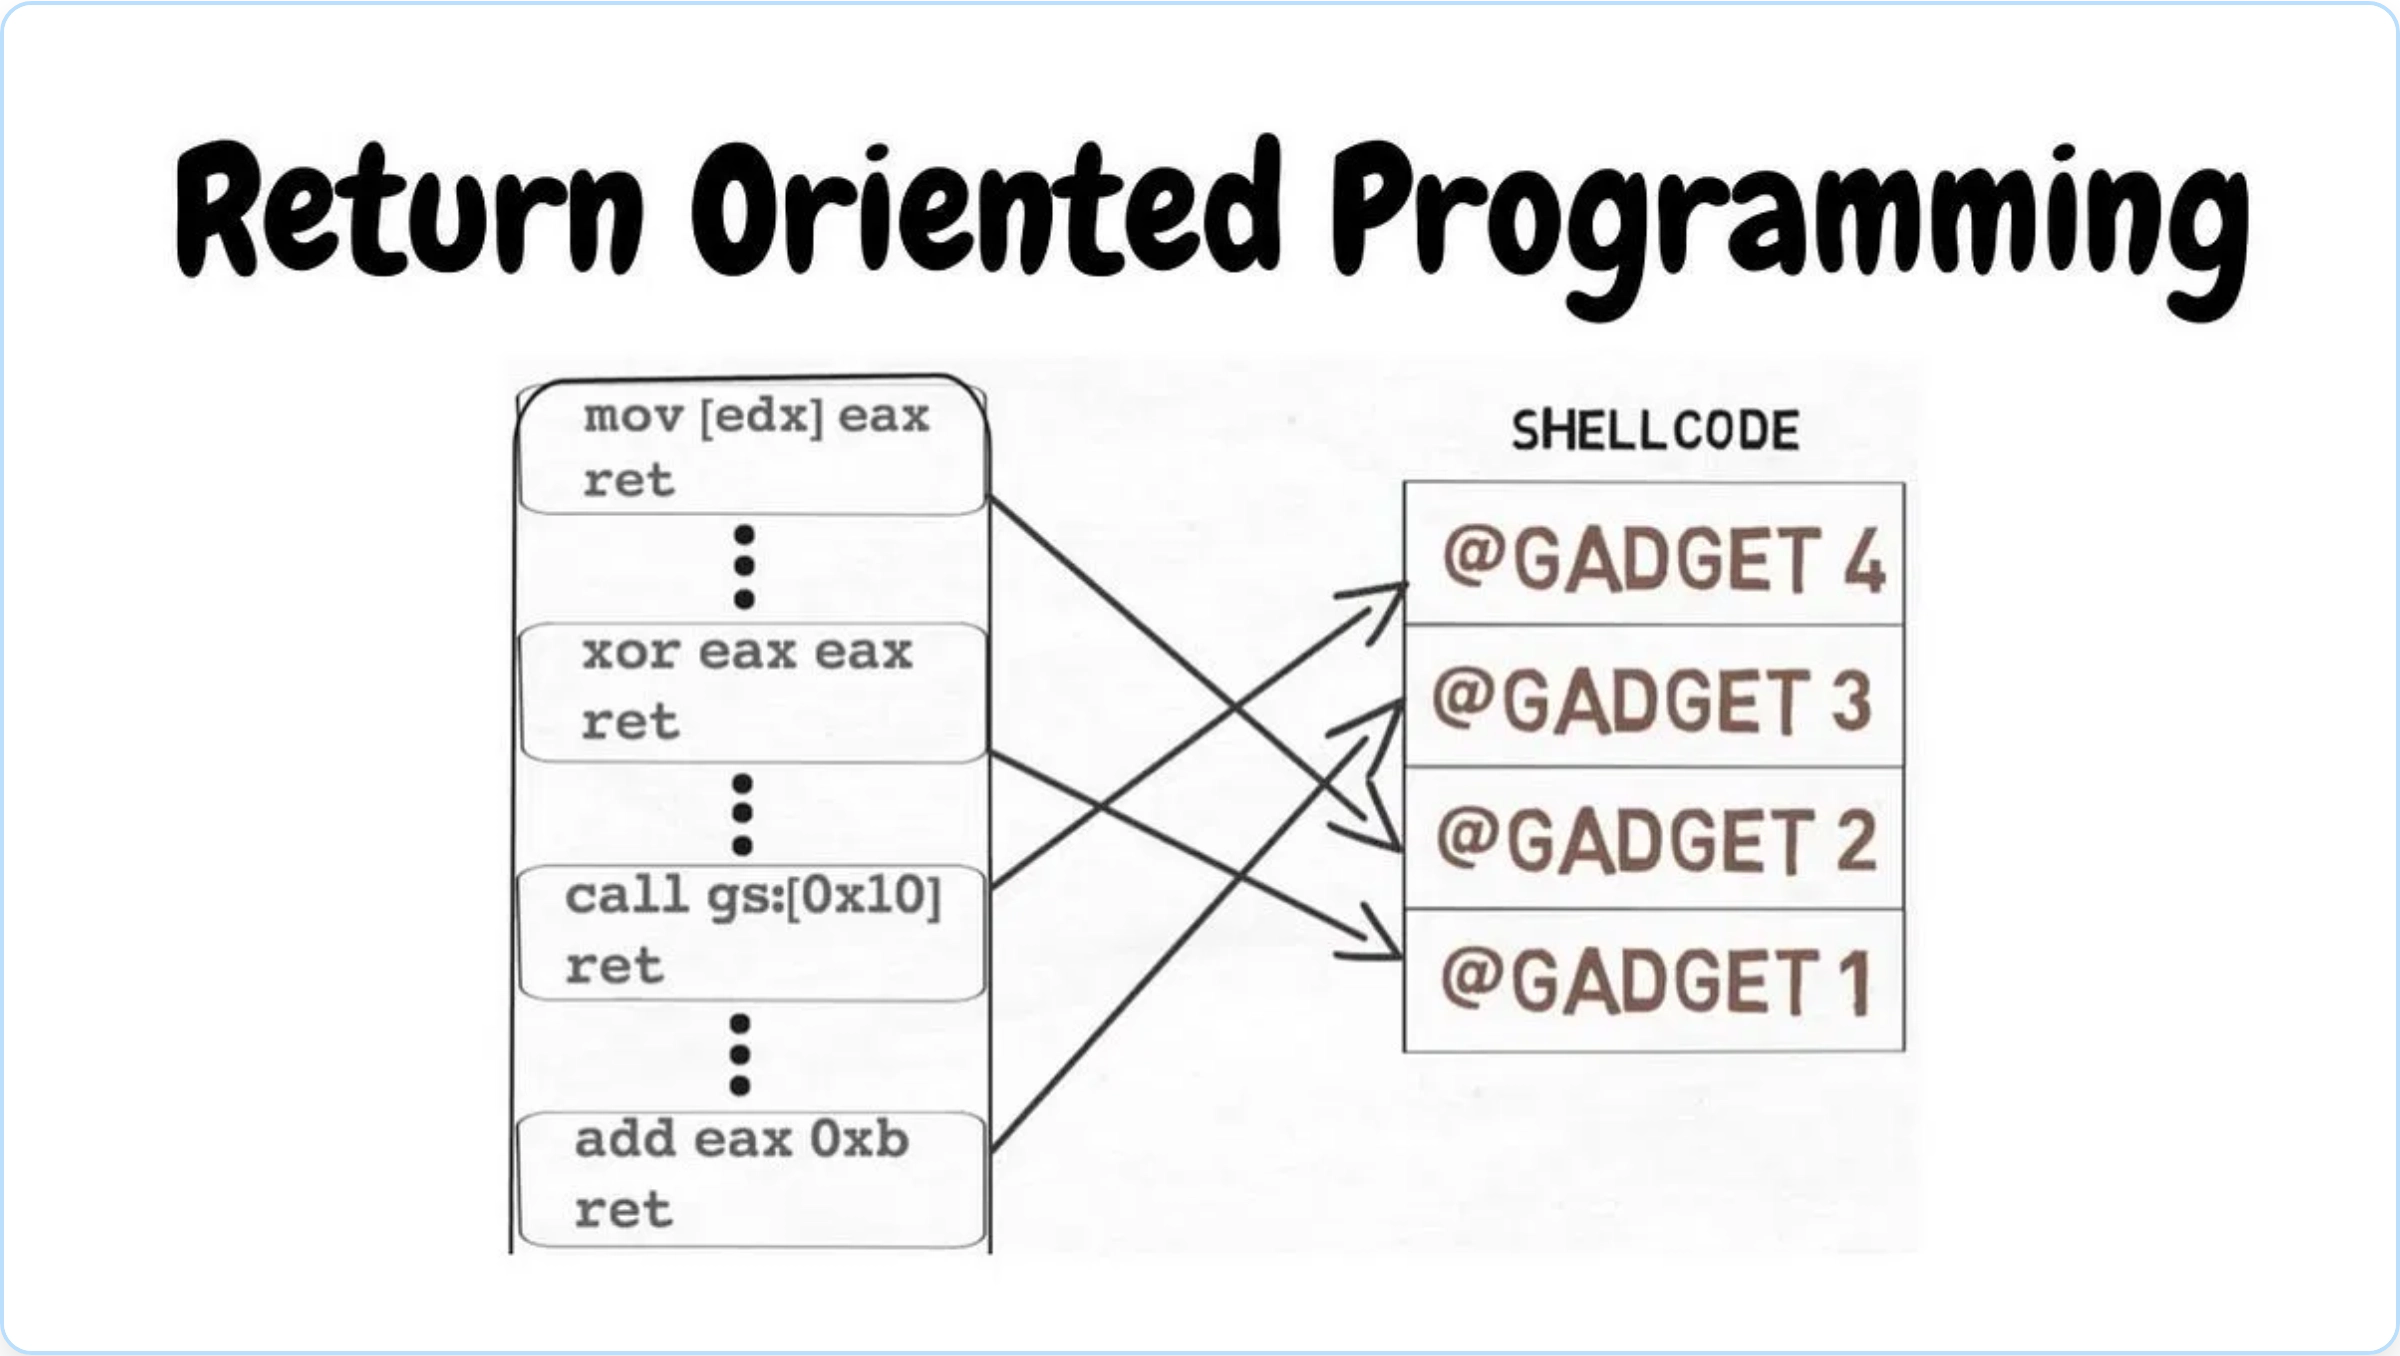 Return Oriented Programming
mov [edx] eax
ret
xor eax eax
ret
call gs:[0x10]
ret
add eax 0xb
ret
SHELLCODE
@GADGET 4
@GADGET 3
@GADGET 2
@GADGET 1